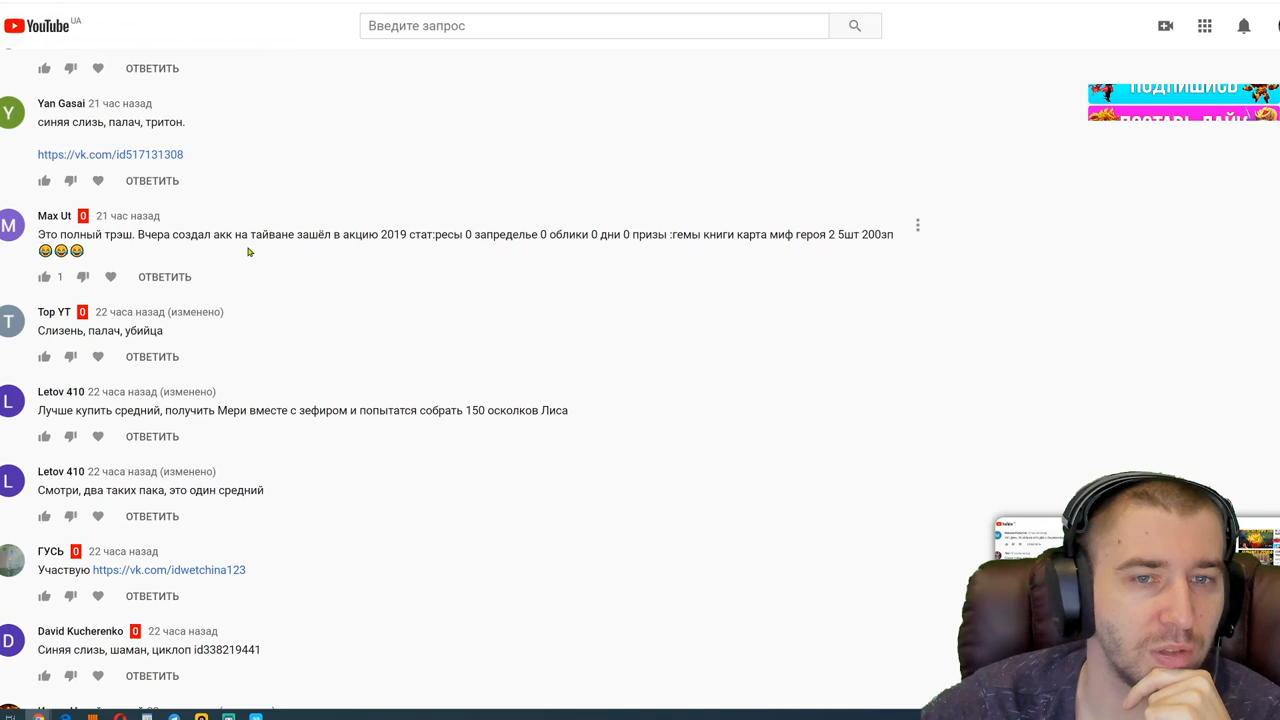 YouTube UA
Введите запрос
ОТВЕТИТЬ
ПОДПИШИСЬ
ПОСТАВЬ ЛАЙК
Y
Yan Gasai 21 час назад
синяя слизь, палач, тритон.
https://vk.com/id517131308
ОТВЕТИТЬ
M
Max Ut 0 21 час назад
Это полный трэш. Вчера создал акк на тайване зашёл в акцию 2019 стат:ресы 0 запределье 0 облики 0 дни 0 призы :гемы книги карта миф героя 2 5шт 200зп
😂😂😂
1 ОТВЕТИТЬ
T
Top YT 0 22 часа назад (изменено)
Слизень, палач, убийца
ОТВЕТИТЬ
L
Letov 410 22 часа назад (изменено)
Лучше купить средний, получить Мери вместе с зефиром и попытатся собрать 150 осколков Лиса
ОТВЕТИТЬ
L
Letov 410 22 часа назад (изменено)
Смотри, два таких пака, это один средний
ОТВЕТИТЬ
ГУСЬ 0 22 часа назад
Участвую https://vk.com/idwetchina123
ОТВЕТИТЬ
D
David Kucherenko 0 22 часа назад
Синяя слизь, шаман, циклоп id338219441
ОТВЕТИТЬ